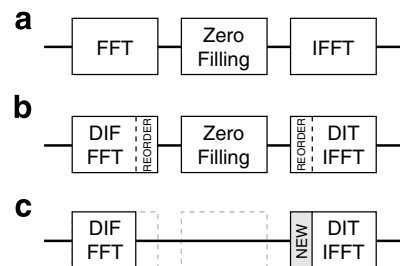 a
FFT
Zero
Filling
IFFT
b
DIF
FFT
REORDER
Zero
Filling
REORDER
DIT
IFFT
c
DIF
FFT
NEW
DIT
IFFT